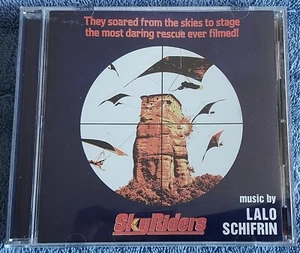 They soared from the skies to stage
the most daring rescue ever filmed!
SkyRiders
music by
LALO
SCHIFRIN